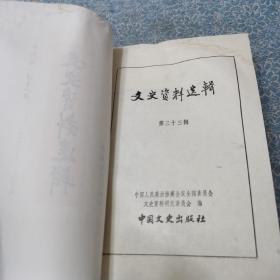 文史资料选辑
第三十三辑
中国人民政治协商会议全国委员会
文史资料研究委员会 编
中国文史出版社